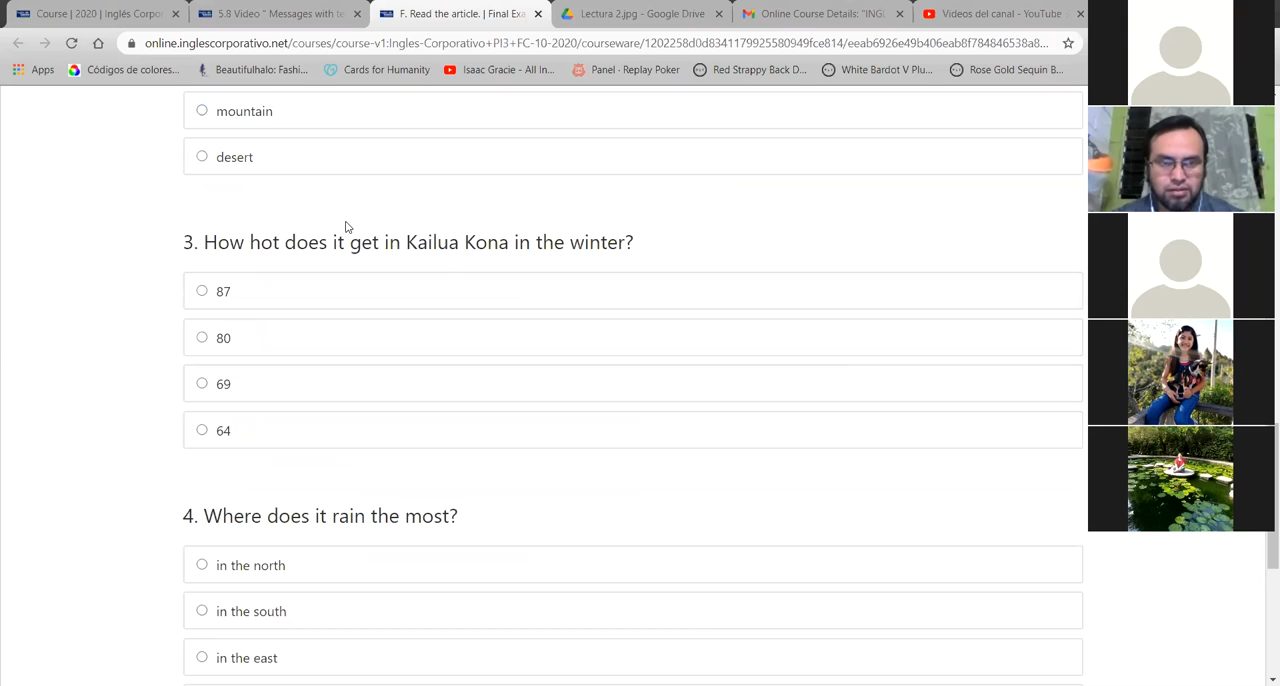 Course | 2020 | Inglés Corpo
5.8 Video " Messages with te
F. Read the article. | Final Exa
Lectura 2.jpg - Google Drive
Online Course Details: "INGL
Videos del canal - YouTube
online.inglescorporativo.net/courses/course-v1:Ingles-Corporativo+PI3+FC-10-2020/courseware/1202258d0d8341179925580949fce814/eeab6926e49b406eab8f784846538a8...
Apps
Códigos de colores...
Beautifulhalo: Fashi...
Cards for Humanity
Isaac Gracie - All In...
Panel · Replay Poker
Red Strappy Back D...
White Bardot V Plu...
Rose Gold Sequin B...
mountain
desert
3. How hot does it get in Kailua Kona in the winter?
87
80
69
64
4. Where does it rain the most?
in the north
in the south
in the east